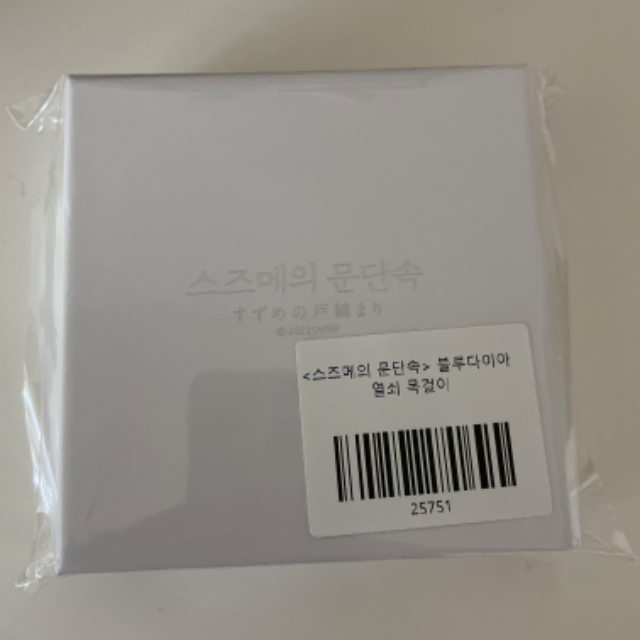 스즈메의 문단속
すずめの戸締まり
©2022SNTFP
<스즈메의 문단속> 블루다이아
열쇠 목걸이
25751